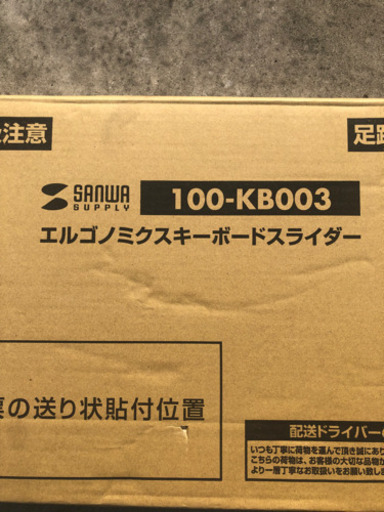 注意
足跡
SANWA
SUPPLY
100-KB003
エルゴノミクスキーボードスライダー
票の送り状貼付位置
配送ドライバー
いつも丁寧に荷物を運んで頂き誠にあり
こちらの荷物は、お客様の大切な品物が
より一層丁寧なお取扱いをお願い致しま